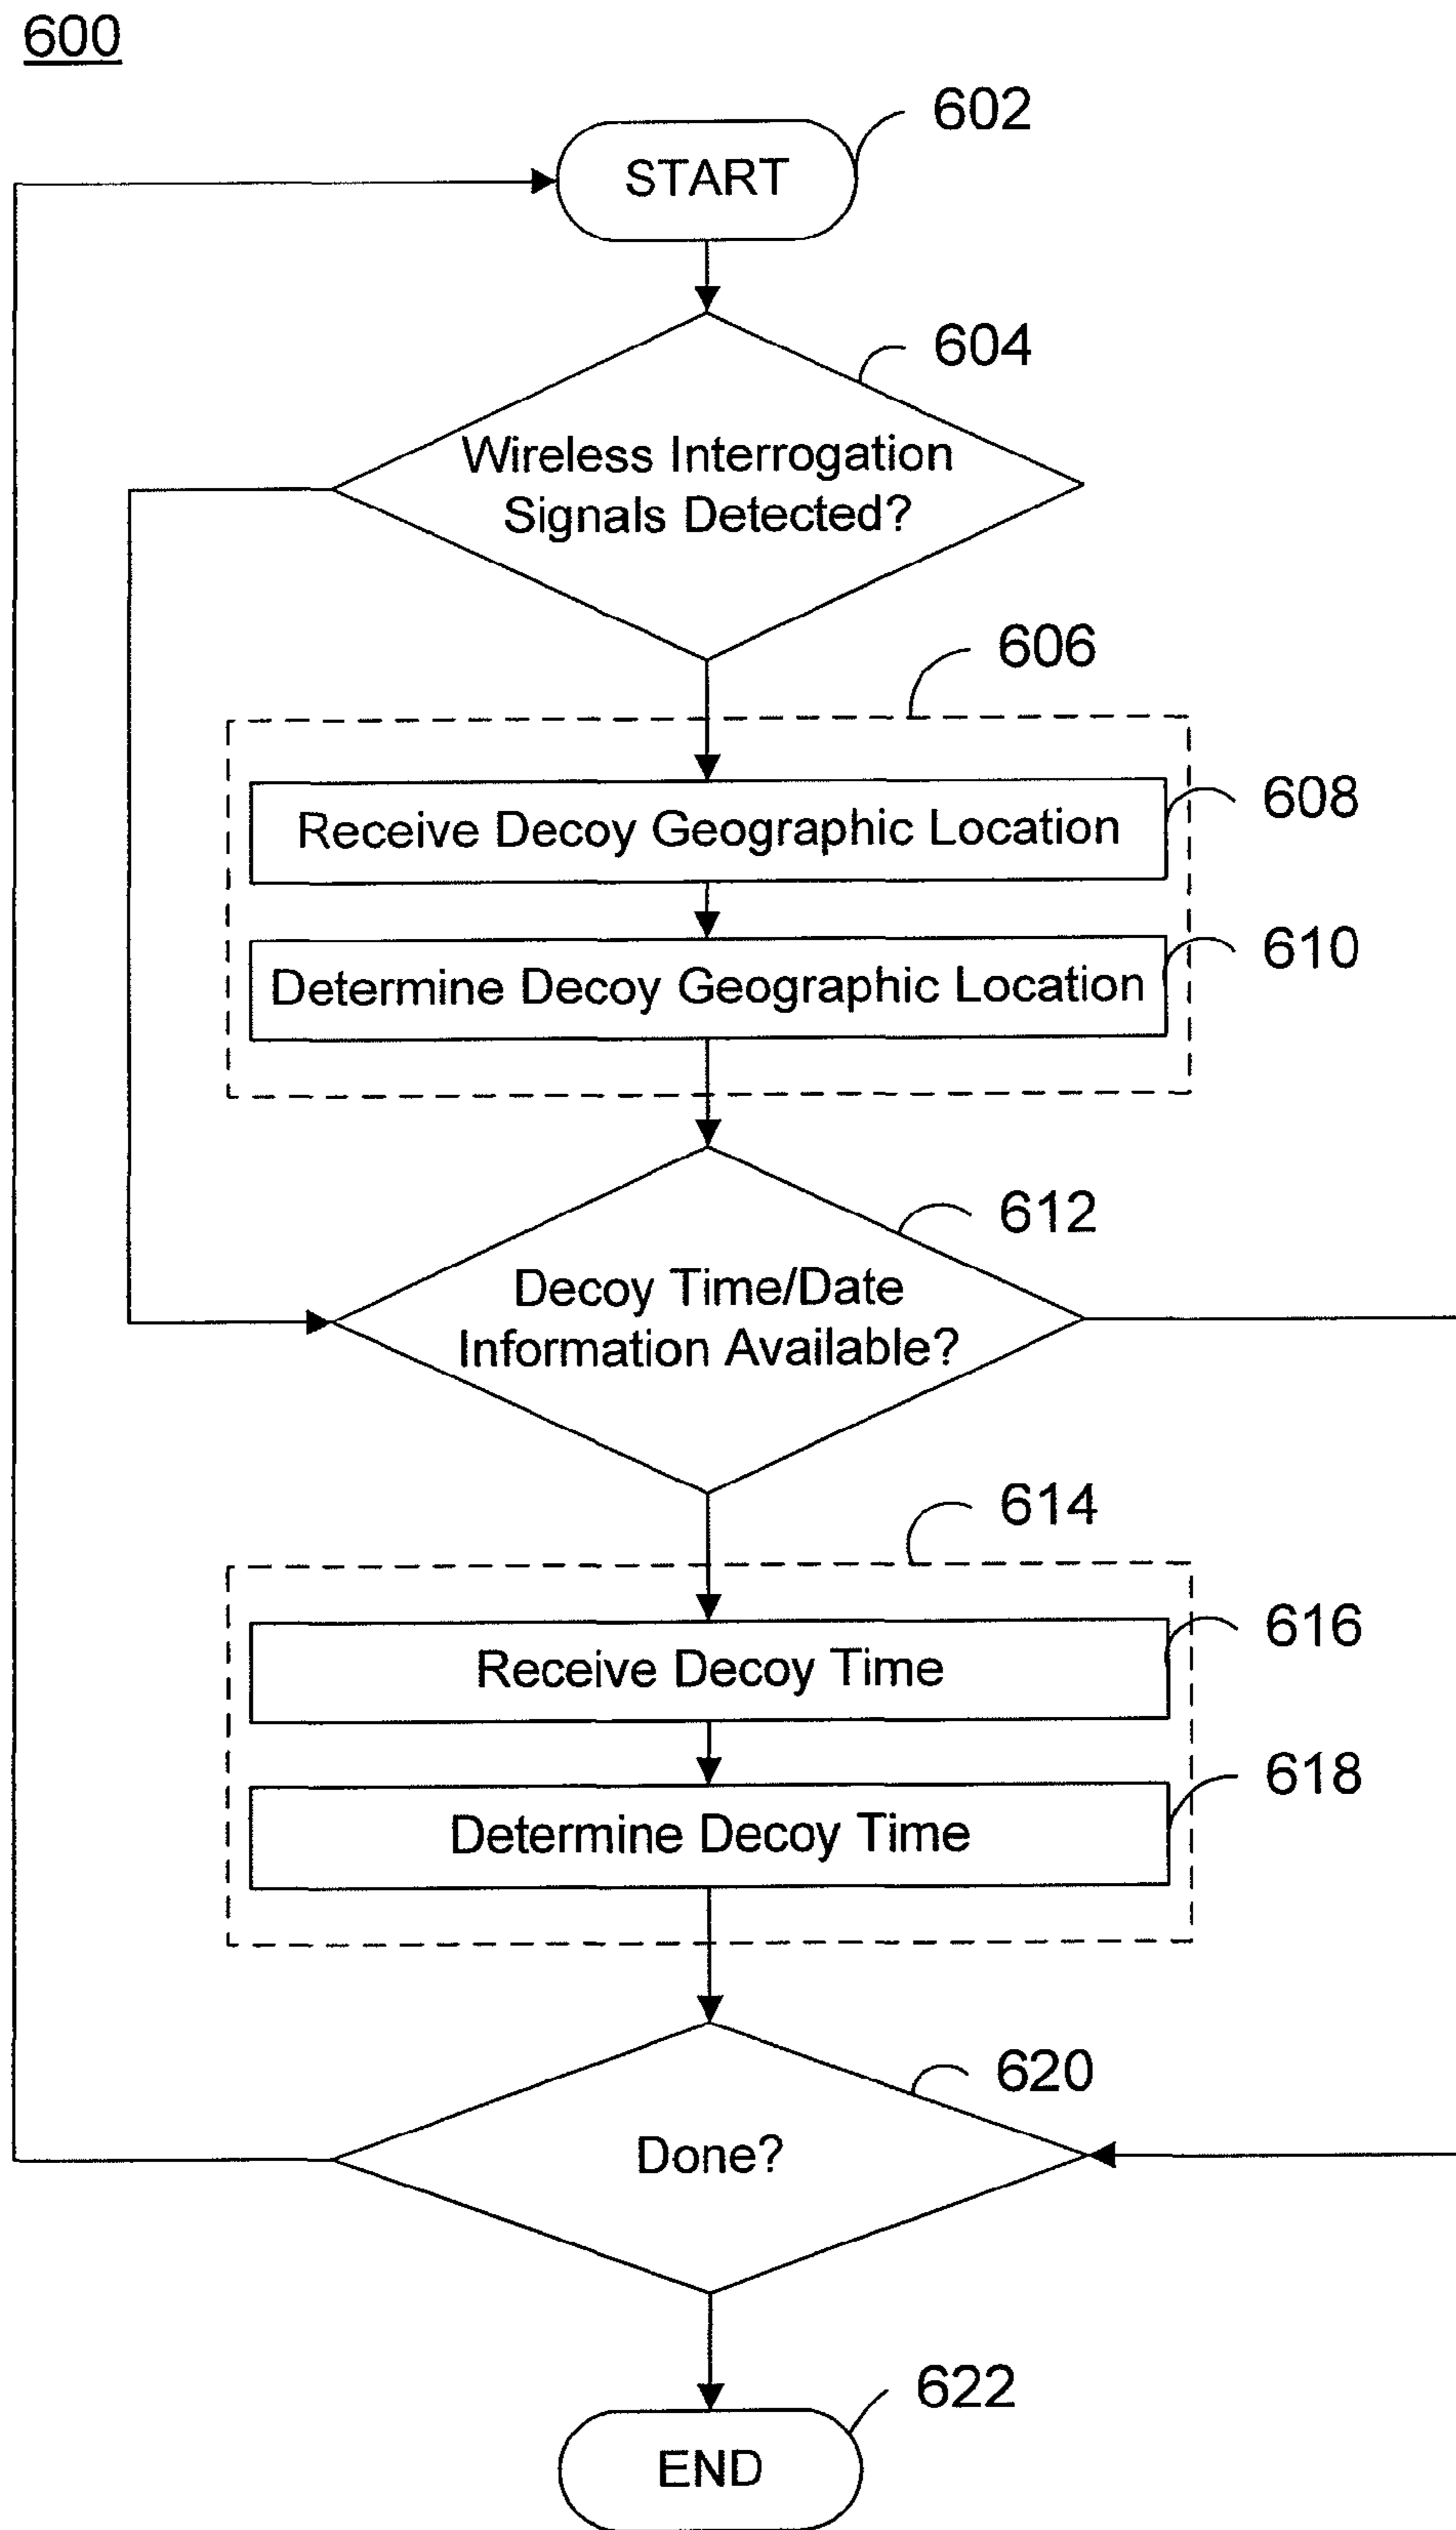 600
602
START
604
Wireless Interrogation
Signals Detected?
606
608
Receive Decoy Geographic Location
610
Determine Decoy Geographic Location
612
Decoy Time/Date
Information Available?
614
616
Receive Decoy Time
618
Determine Decoy Time
620
Done?
622
END